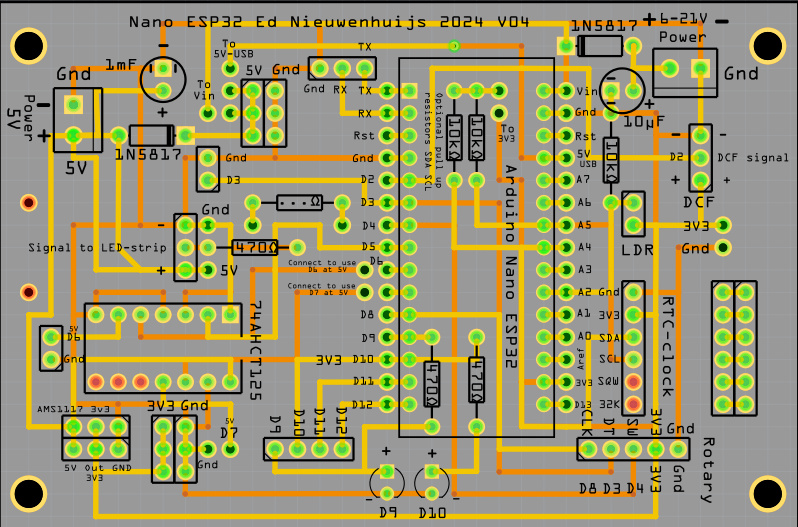 Nano ESP32 Ed Nieuwenhuijs 2024 V04
1N5817
+ 6-21V -
Power
Gnd
To
5V-USB
TX
1mF
Gnd
5V
Gnd
Gnd RX TX
To
Vin
+
-
Power
5V
5V
1N5817
+
10µF
+
TX
RX
Rst
Gnd
D2
D3
D4
D5
D6
D8
D9
D10
D11
D12
Optional pull up
resistors SDA SCL
10kΩ
10kΩ
To
3V3
Arduino Nano ESP32
Vin
Gnd
Rst
5V
USB
A7
A6
A5
A4
A3
A2
A1
A0
Aref
3V3
D13
10kΩ
LDR
-
D2
+
DCF signal
-
+
DCF
3V3
Gnd
Gnd
D3
...Ω
Gnd
-
Signal to LED-strip
+
5V
470Ω
Connect to use
D6 at 5V
Connect to use
D7 at 5V
74AHCT125
5V
D6
Gnd
3V3
470Ω
470Ω
Gnd
3V3
SDA
SCL
SQW
32K
RTC-clock
AMS1117 3v3
5V Out GND
3V3
3V3 Gnd
Gnd
5V
D7
D9
D10
D11
D12
+
-
D9
+
-
D10
CLK
DT
SW
3V3
Gnd
D8 D3 D4
3V3
Gnd
Rotary